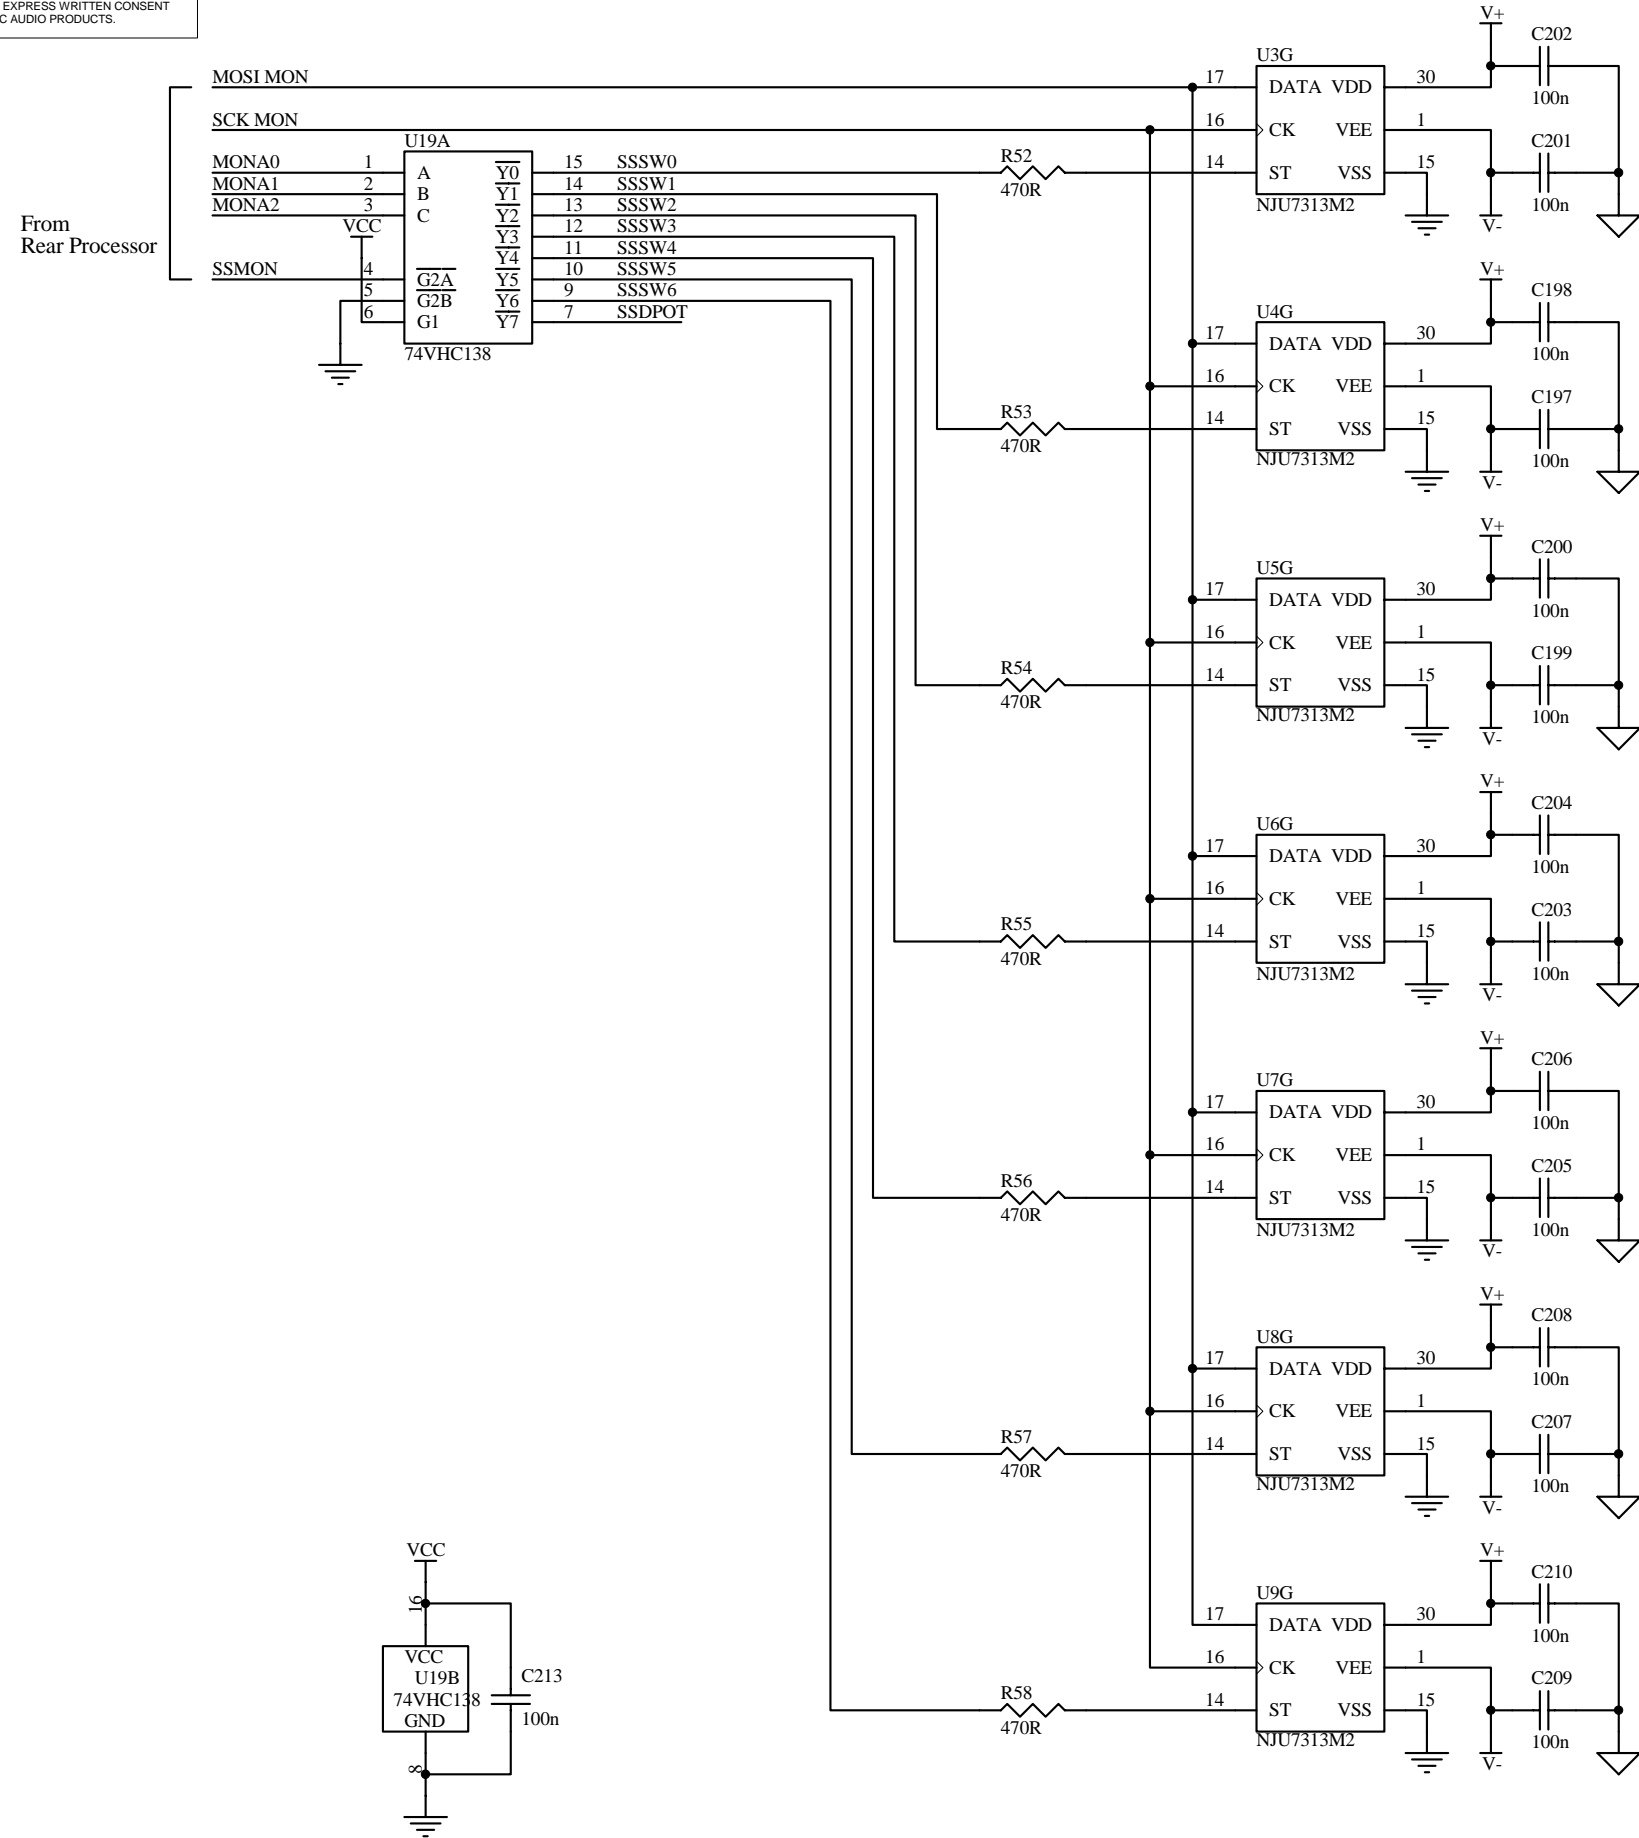 EXPRESS WRITTEN CONSENT
C AUDIO PRODUCTS.
From
Rear Processor
MOSI MON
SCK MON
MONA0 1
MONA1 2
MONA2 3
VCC
SSMON 4
5
6
U19A
A Y0
B Y1
C Y2
Y3
Y4
G2A Y5
G2B Y6
G1 Y7
74VHC138
15 SSSW0
14 SSSW1
13 SSSW2
12 SSSW3
11 SSSW4
10 SSSW5
9 SSSW6
7 SSDPOT
R52
470R
U3G
17 DATA VDD 30
16 CK VEE 1
14 ST VSS 15
NJU7313M2
V+
C202
100n
C201
100n
V-
R53
470R
U4G
17 DATA VDD 30
16 CK VEE 1
14 ST VSS 15
NJU7313M2
V+
C198
100n
C197
100n
V-
R54
470R
U5G
17 DATA VDD 30
16 CK VEE 1
14 ST VSS 15
NJU7313M2
V+
C200
100n
C199
100n
V-
R55
470R
U6G
17 DATA VDD 30
16 CK VEE 1
14 ST VSS 15
NJU7313M2
V+
C204
100n
C203
100n
V-
R56
470R
U7G
17 DATA VDD 30
16 CK VEE 1
14 ST VSS 15
NJU7313M2
V+
C206
100n
C205
100n
V-
R57
470R
U8G
17 DATA VDD 30
16 CK VEE 1
14 ST VSS 15
NJU7313M2
V+
C208
100n
C207
100n
V-
R58
470R
U9G
17 DATA VDD 30
16 CK VEE 1
14 ST VSS 15
NJU7313M2
V+
C210
100n
C209
100n
V-
VCC
16
VCC
U19B
74VHC138
GND
8
C213
100n